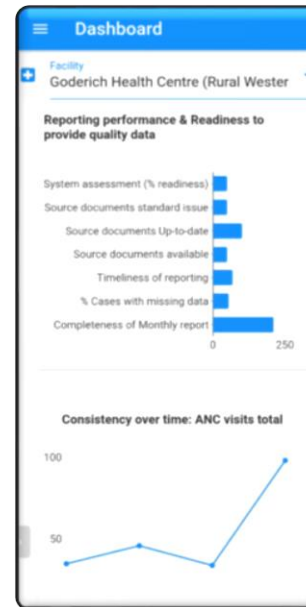 Dashboard
Facility
Goderich Health Centre (Rural Wester
Reporting performance & Readiness to
provide quality data
System assessment (% readiness)
Source documents standard issue
Source documents Up-to-date
Source documents available
Timeliness of reporting
% Cases with missing data
Completeness of Monthly report
0 250
Consistency over time: ANC visits total
100
50